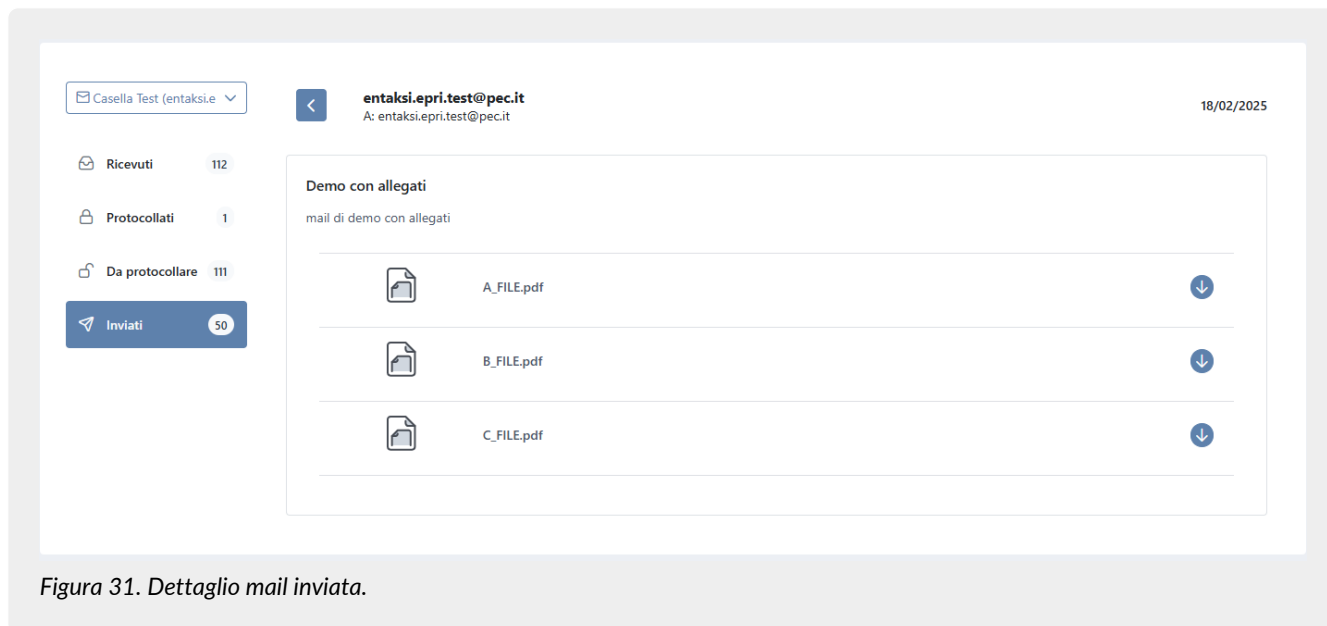 Casella Test (entaksi.e
Ricevuti 112
Protocollati 1
Da protocollare 111
Inviati 50
entaksi.epri.test@pec.it
A: entaksi.epri.test@pec.it
18/02/2025
Demo con allegati
mail di demo con allegati
A_FILE.pdf
B_FILE.pdf
C_FILE.pdf
Figura 31. Dettaglio mail inviata.